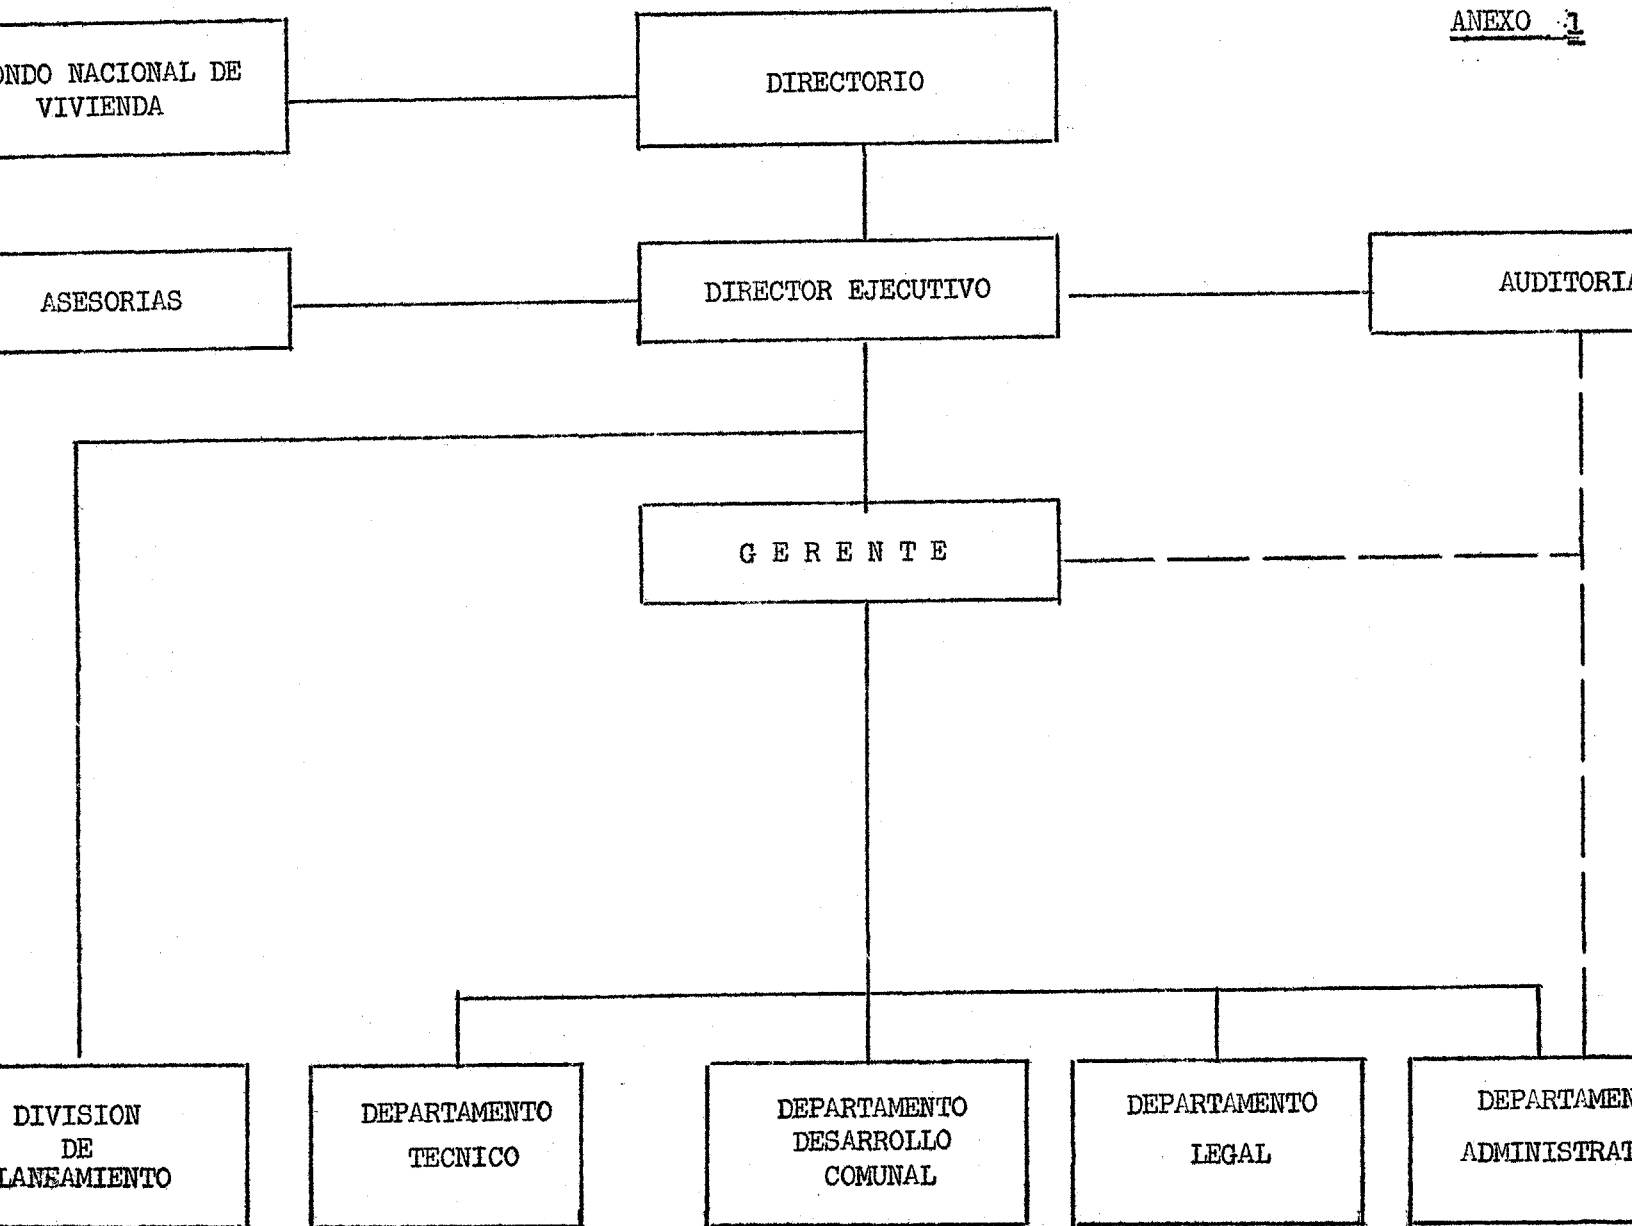 ANEXO 1
ONDO NACIONAL DE
VIVIENDA
DIRECTORIO
ASESORIAS
DIRECTOR EJECUTIVO
AUDITORIA
G E R E N T E
DIVISION
DE
LANEAMIENTO
DEPARTAMENTO
TECNICO
DEPARTAMENTO
DESARROLLO
COMUNAL
DEPARTAMENTO
LEGAL
DEPARTAMEN
ADMINISTRAT